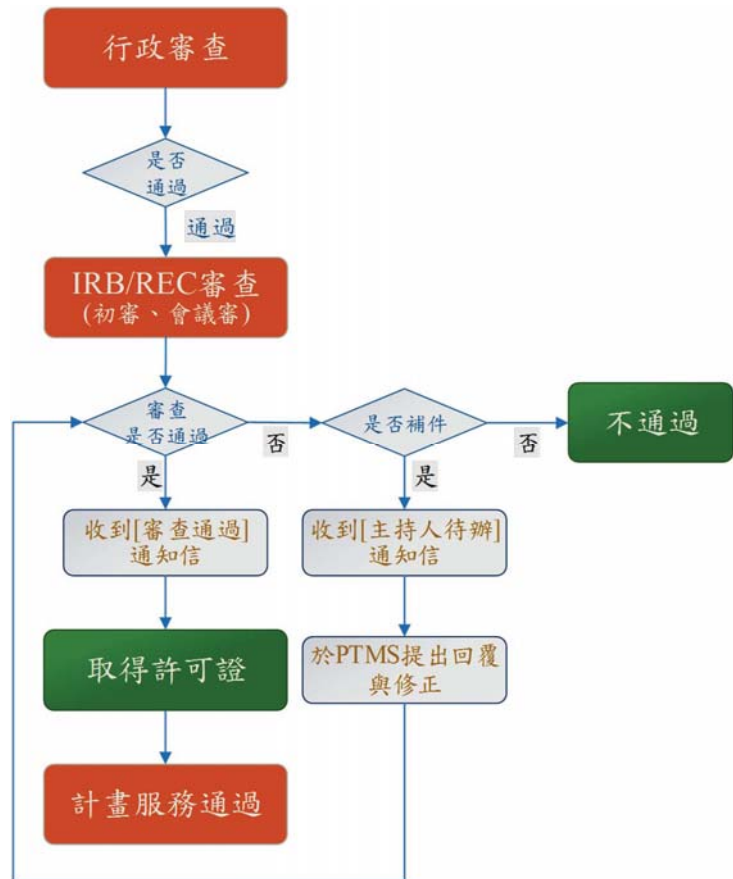 行政審查
是否
通過
通過
IRB/REC審查
(初審、會議審)
審查
是否通過
否
是否補件
否
不通過
是
是
收到[審查通過]
通知信
收到[主持人待辦]
通知信
取得許可證
於PTMS提出回覆
與修正
計畫服務通過